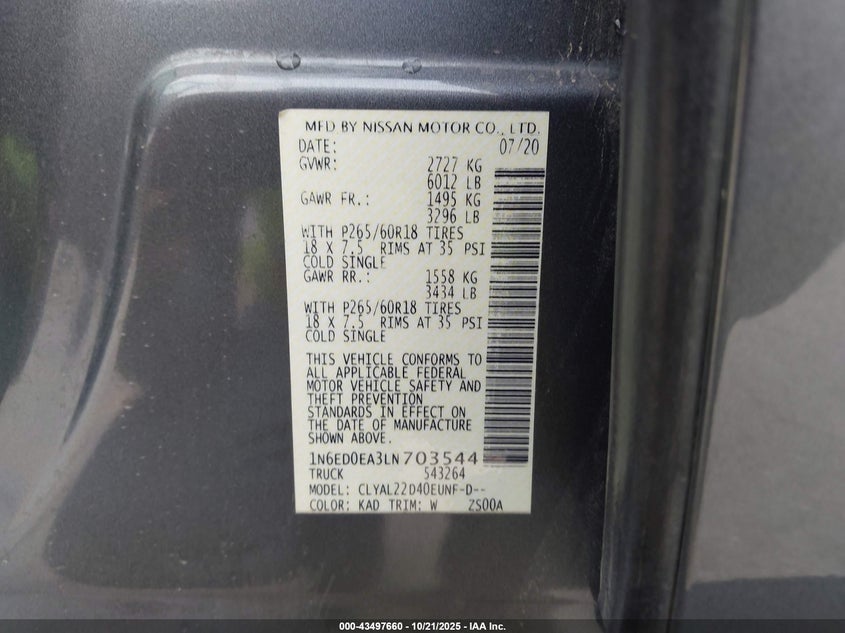 MFD BY NISSAN MOTOR CO., LTD.
DATE: 07/20
GVWR: 2727 KG
6012 LB
GAWR FR.: 1495 KG
3296 LB
WITH P265/60R18 TIRES
18 X 7.5 RIMS AT 35 PSI
COLD SINGLE
GAWR RR.: 1558 KG
3434 LB
WITH P265/60R18 TIRES
18 X 7.5 RIMS AT 35 PSI
COLD SINGLE
THIS VEHICLE CONFORMS TO
ALL APPLICABLE FEDERAL
MOTOR VEHICLE SAFETY AND
THEFT PREVENTION
STANDARDS IN EFFECT ON
THE DATE OF MANUFACTURE
SHOWN ABOVE.
1N6ED0EA3LN703544
TRUCK 543264
MODEL: CLYAL22D40EUNF-D--
COLOR: KAD TRIM: W ZS00A
000-43497660 - 10/21/2025 - IAA Inc.